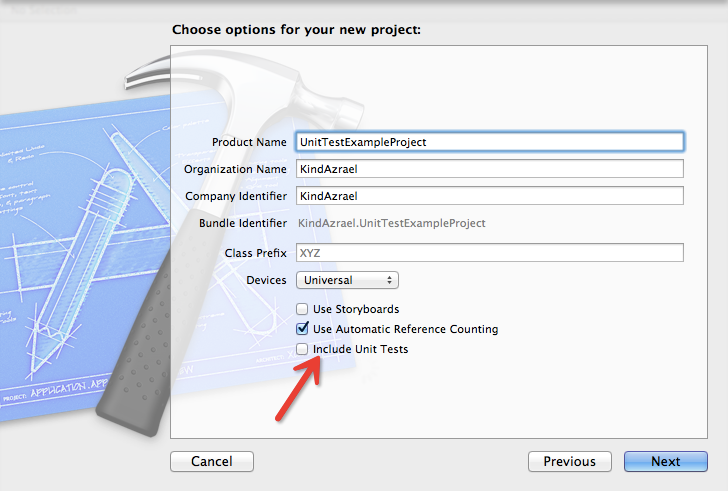 Choose options for your new project:
Product Name UnitTestExampleProject
Organization Name KindAzrael
Company Identifier KindAzrael
Bundle Identifier KindAzrael.UnitTestExampleProject
Class Prefix XYZ
Devices Universal
Use Storyboards
Use Automatic Reference Counting
Include Unit Tests
PROJECT: APPLICATION.APP
Cancel Previous Next